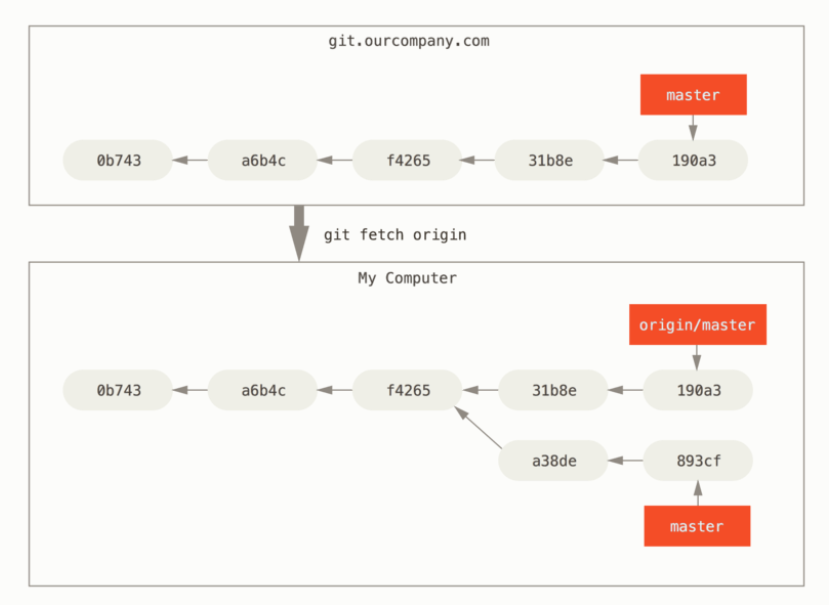 git.ourcompany.com
master
0b743 a6b4c f4265 31b8e 190a3
git fetch origin
My Computer
origin/master
0b743 a6b4c f4265 31b8e 190a3
a38de 893cf
master